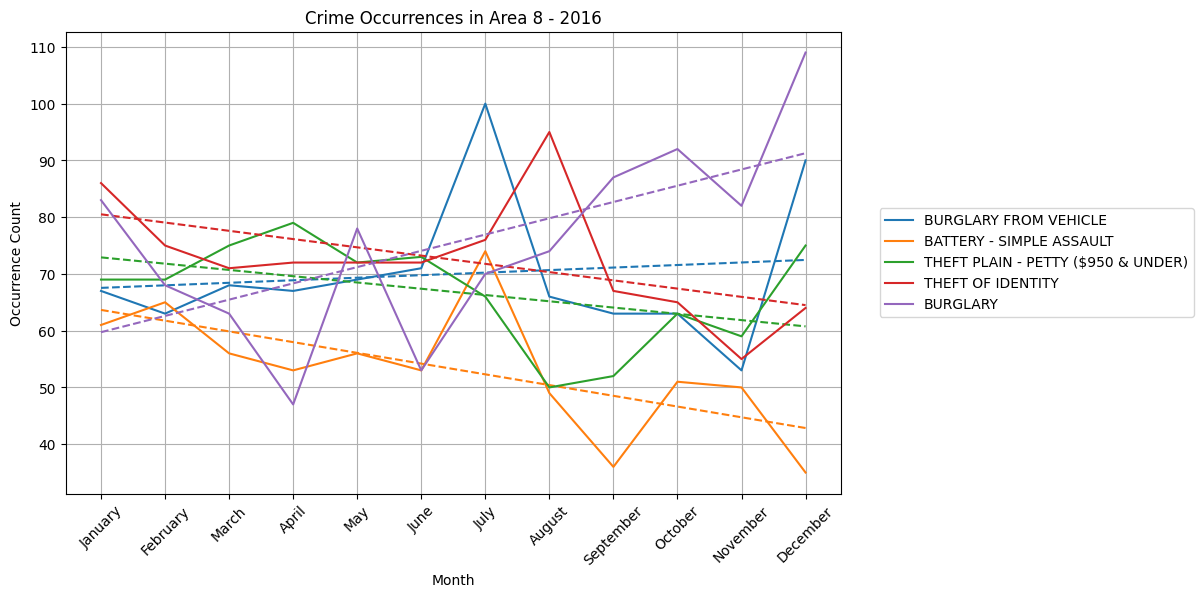 Crime Occurrences in Area 8 - 2016
Occurrence Count
110
100
90
80
70
60
50
40
January
February
March
April
May
June
July
August
September
October
November
December
Month
BURGLARY FROM VEHICLE
BATTERY - SIMPLE ASSAULT
THEFT PLAIN - PETTY ($950 & UNDER)
THEFT OF IDENTITY
BURGLARY